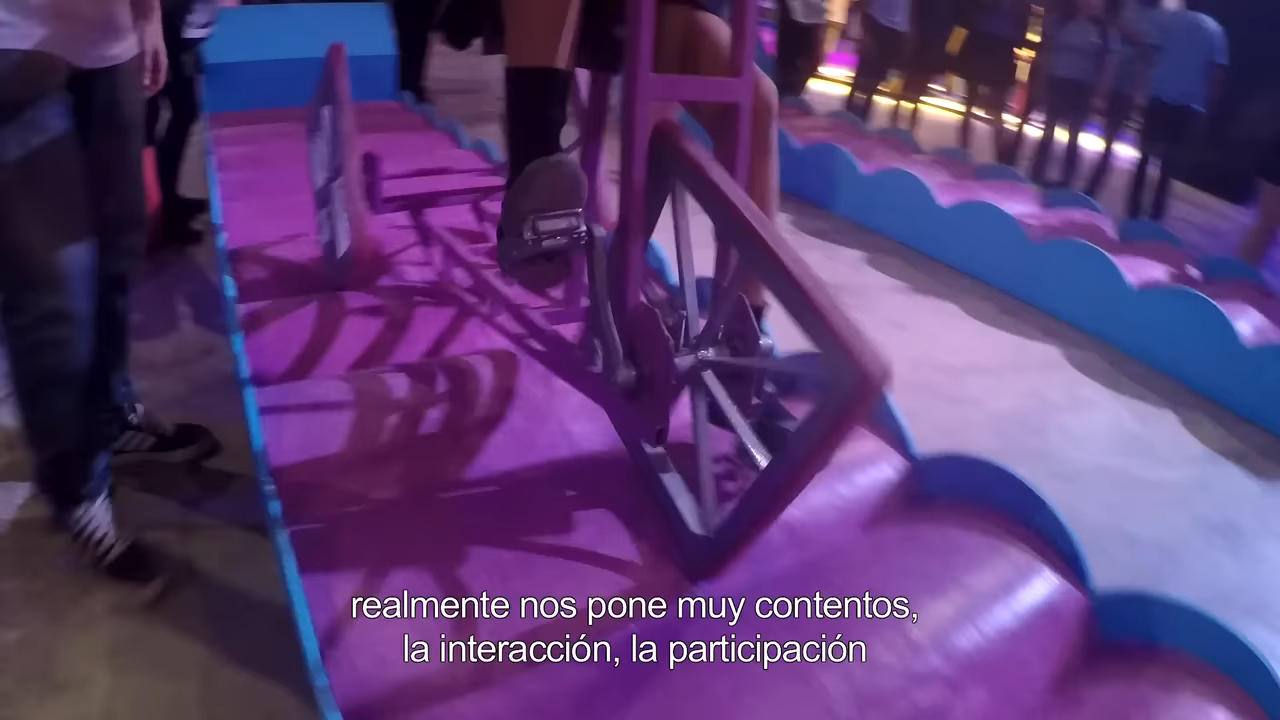 realmente nos pone muy contentos,
la interacción, la participación